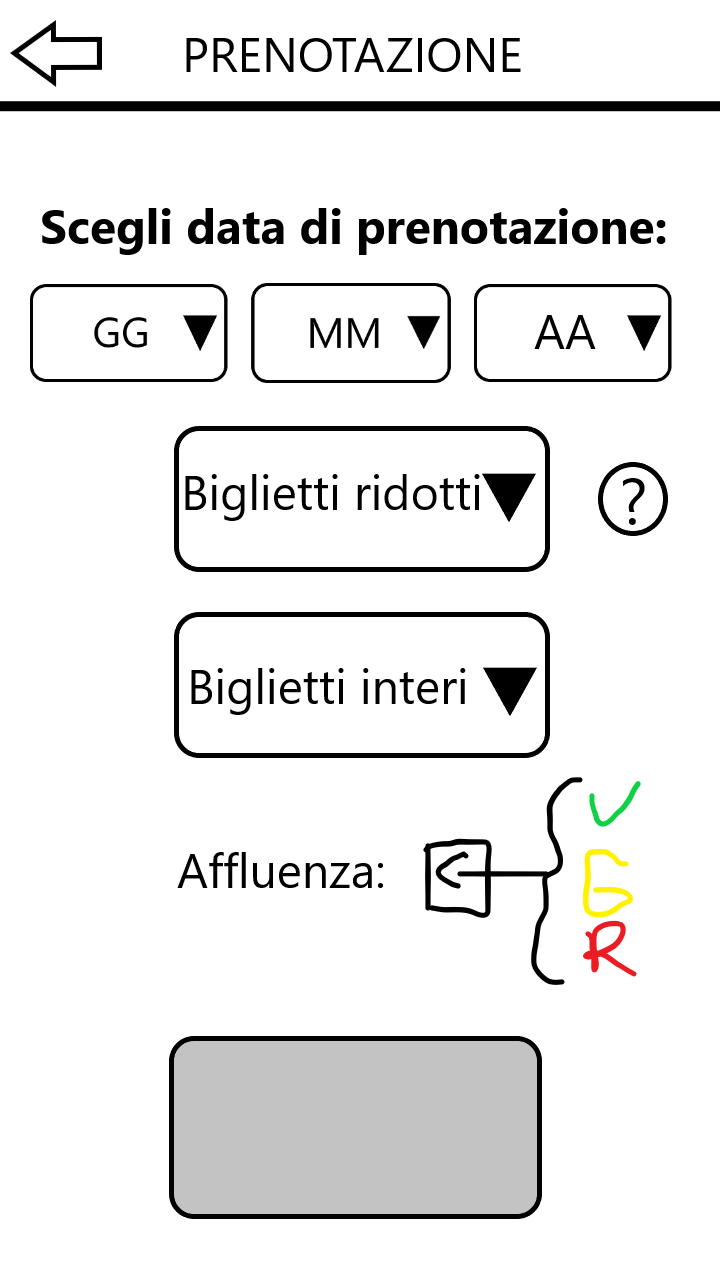 PRENOTAZIONE
Scegli data di prenotazione:
GG MM AA
Biglietti ridotti ?
Biglietti interi
V
Affluenza:
G
R